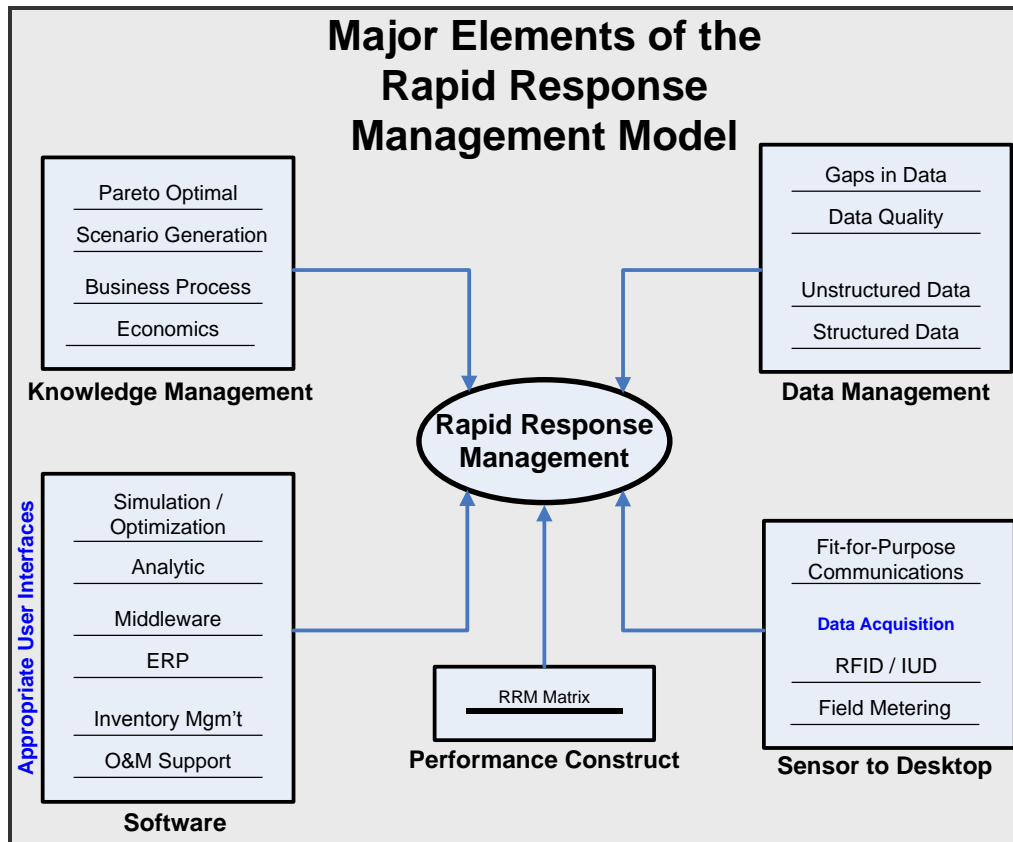 Major Elements of the
Rapid Response
Management Model
Pareto Optimal
Scenario Generation
Business Process
Economics
Knowledge Management
Gaps in Data
Data Quality
Unstructured Data
Structured Data
Data Management
Rapid Response
Management
Appropriate User Interfaces
Simulation /
Optimization
Analytic
Middleware
ERP
Inventory Mgm't
O&M Support
Software
RRM Matrix
Performance Construct
Fit-for-Purpose
Communications
Data Acquisition
RFID / IUD
Field Metering
Sensor to Desktop